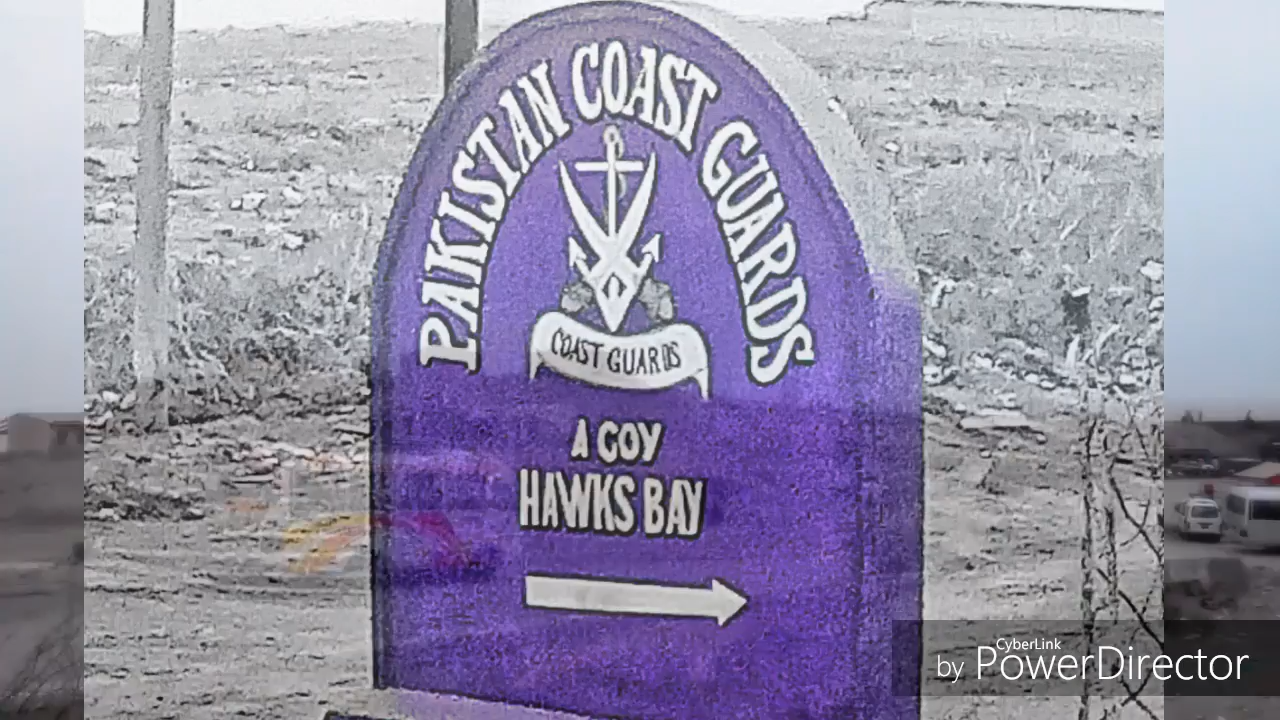 PAKISTAN COAST GUARDS
COAST GUARDS
A COY
HAWKS BAY
CyberLink
by PowerDirector